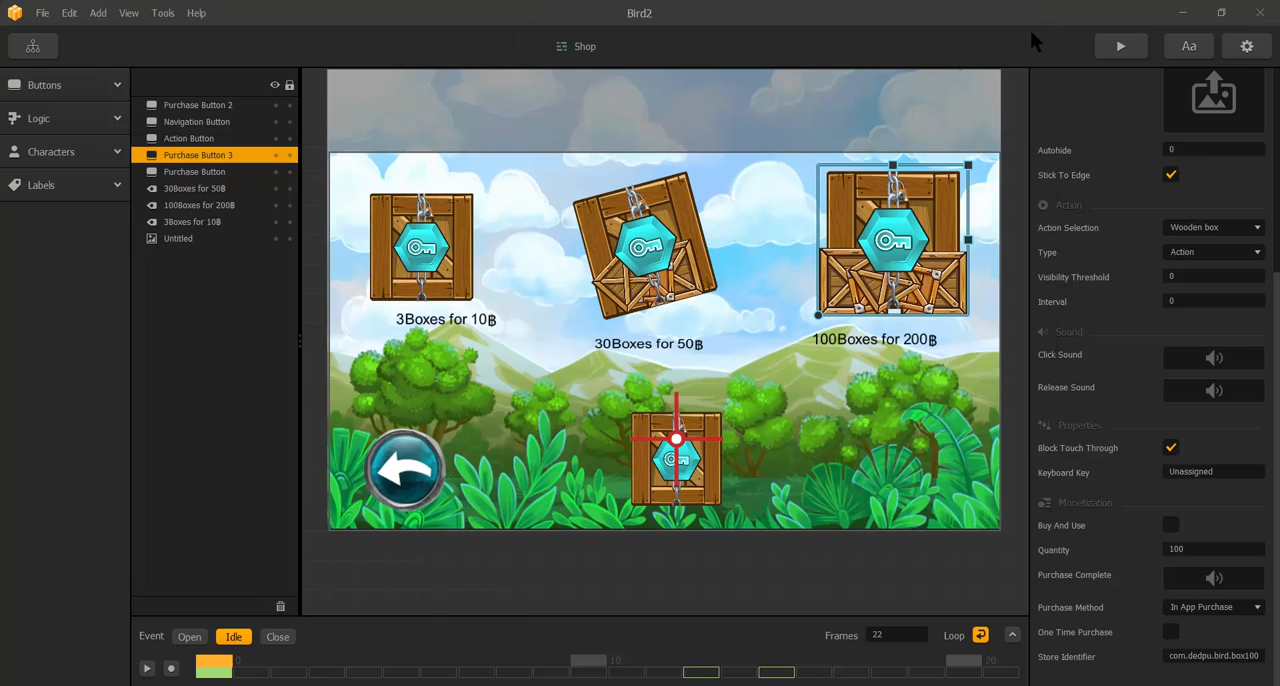 File Edit Add View Tools Help
Bird2
Shop
Aa
Buttons
Logic
Characters
Labels
Purchase Button 2
Navigation Button
Action Button
Purchase Button 3
Purchase Button
30Boxes for 50฿
100Boxes for 200฿
3Boxes for 10฿
Untitled
3Boxes for 10฿
30Boxes for 50฿
100Boxes for 200฿
Autohide 0
Stick To Edge
Action
Action Selection Wooden box
Type Action
Visibility Threshold 0
Interval 0
Sound
Click Sound
Release Sound
Properties
Block Touch Through
Keyboard Key Unassigned
Monetization
Buy And Use
Quantity 100
Purchase Complete
Purchase Method In App Purchase
One Time Purchase
Store Identifier com.dedpu.bird.box100
Event Open Idle Close
Frames 22 Loop
0 10 20